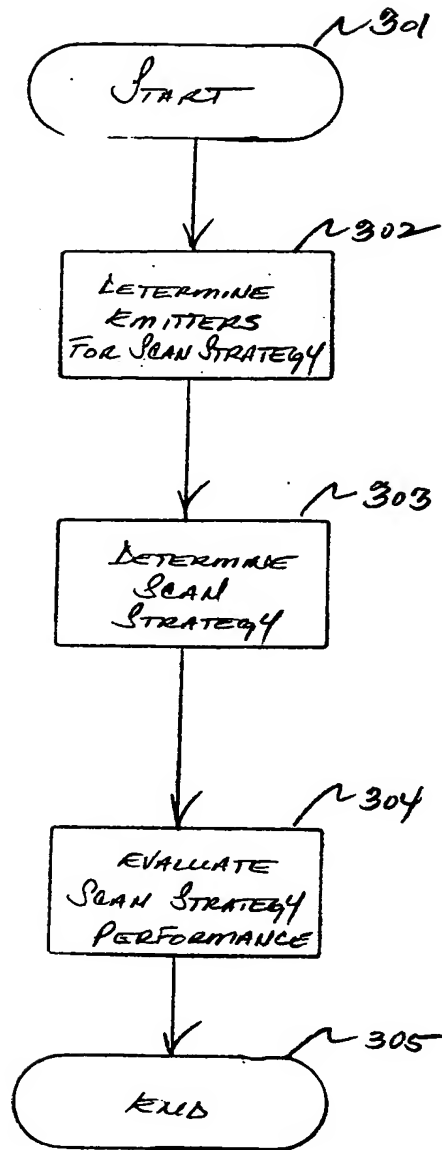 301
START
302
DETERMINE
EMITTERS
FOR SCAN STRATEGY
303
DETERMINE
SCAN
STRATEGY
304
EVALUATE
SCAN STRATEGY
PERFORMANCE
305
END